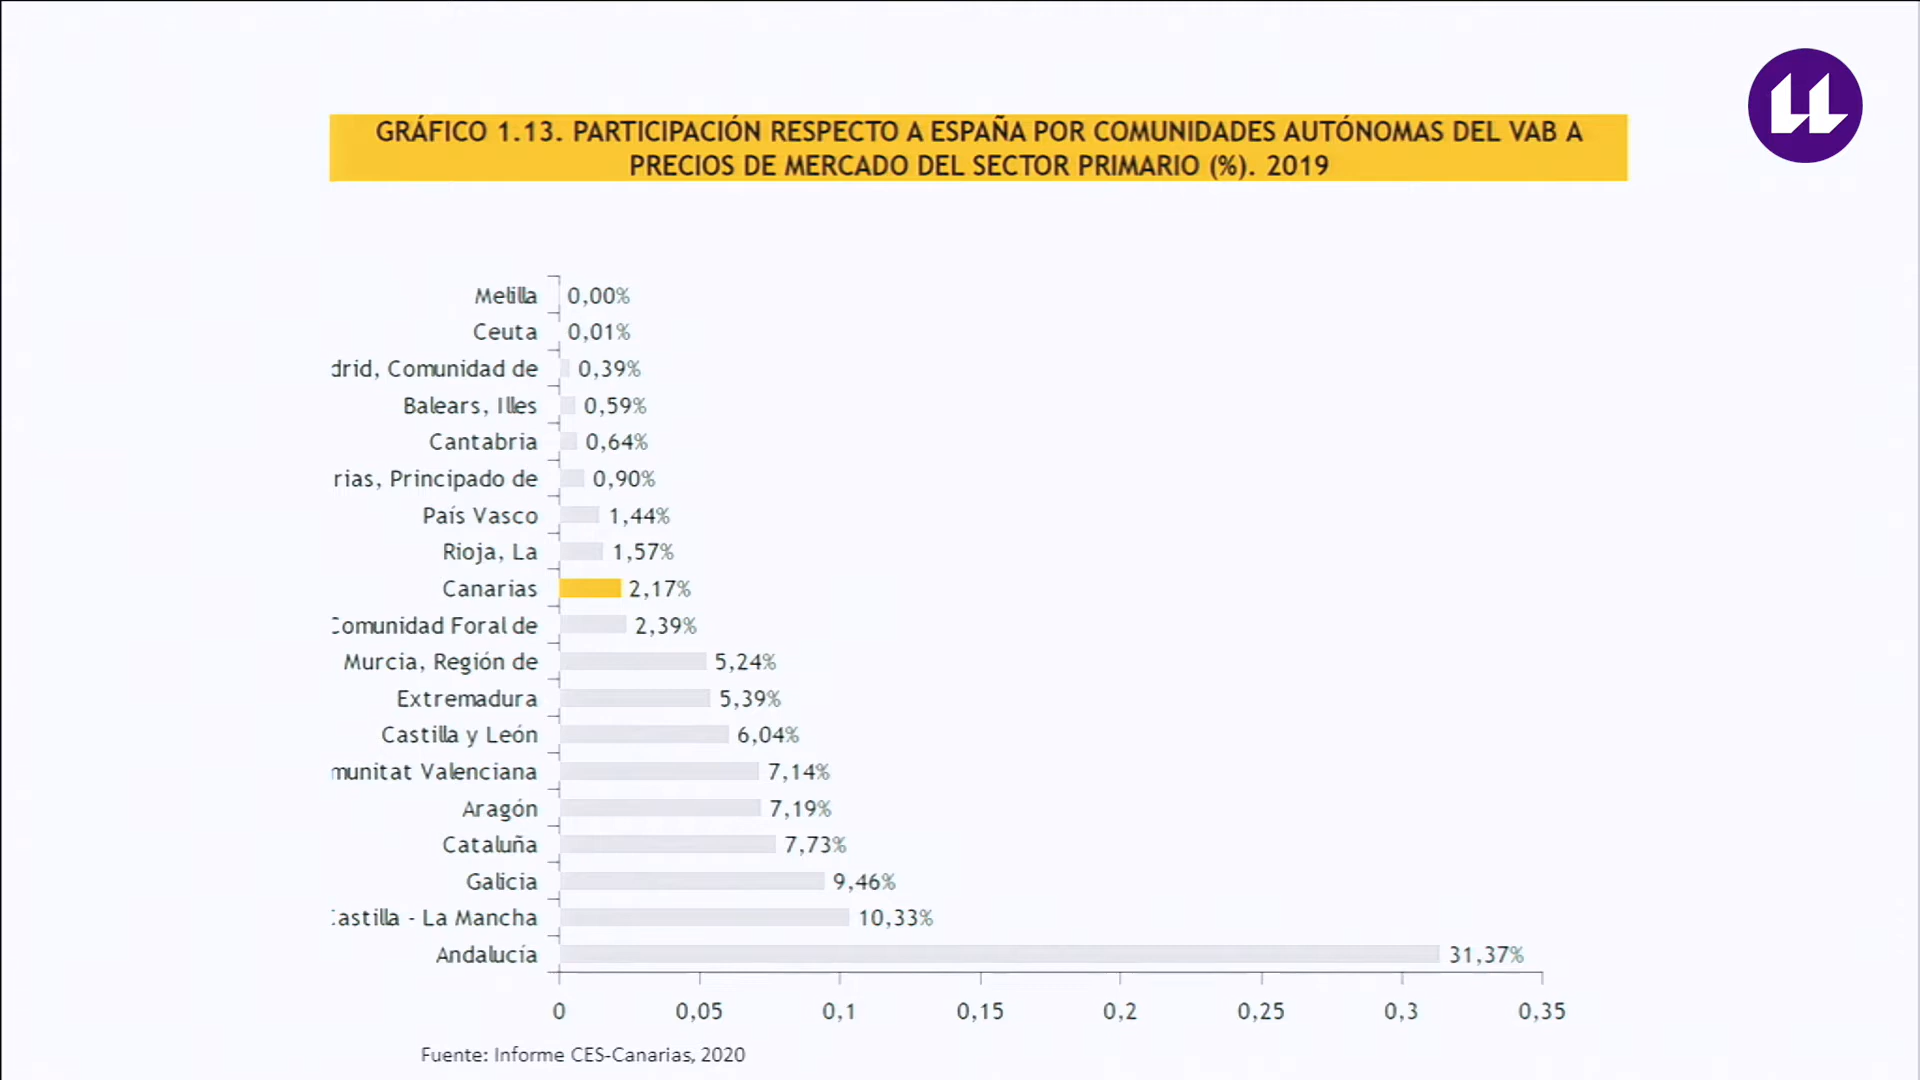 GRÁFICO 1.13. PARTICIPACIÓN RESPECTO A ESPAÑA POR COMUNIDADES AUTÓNOMAS DEL VAB A
PRECIOS DE MERCADO DEL SECTOR PRIMARIO (%). 2019
Melilla 0,00%
Ceuta 0,01%
drid, Comunidad de 0,39%
Balears, Illes 0,59%
Cantabria 0,64%
rias, Principado de 0,90%
País Vasco 1,44%
Rioja, La 1,57%
Canarias 2,17%
Comunidad Foral de 2,39%
Murcia, Región de 5,24%
Extremadura 5,39%
Castilla y León 6,04%
munitat Valenciana 7,14%
Aragón 7,19%
Cataluña 7,73%
Galicia 9,46%
Castilla - La Mancha 10,33%
Andalucía 31,37%
0 0,05 0,1 0,15 0,2 0,25 0,3 0,35
Fuente: Informe CES-Canarias, 2020